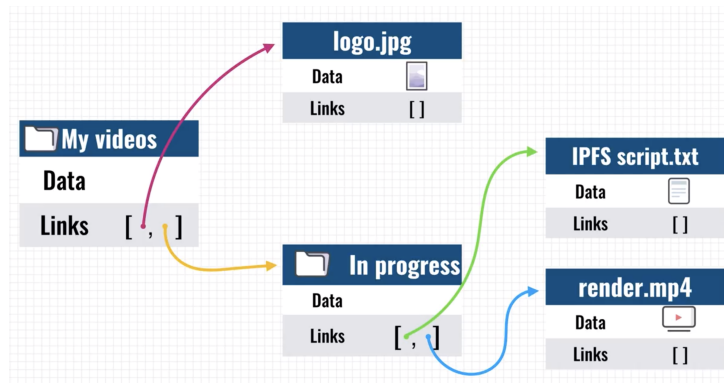 logo.jpg
Data
Links [ ]
My videos
Data
Links [ , ]
IPFS script.txt
Data
Links [ ]
In progress
Data
Links [ , ]
render.mp4
Data
Links [ ]